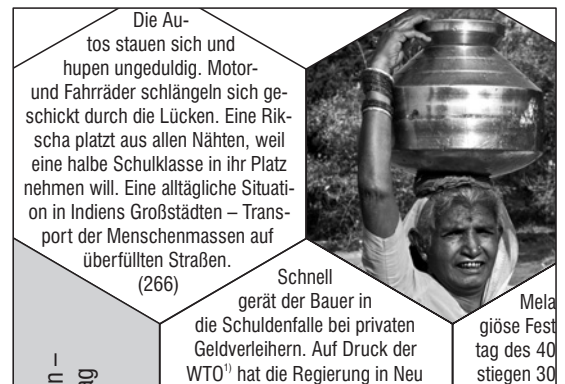 Die Au-
tos stauen sich und
hupen ungeduldig. Motor-
und Fahrräder schlängeln sich ge-
schickt durch die Lücken. Eine Rik-
scha platzt aus allen Nähten, weil
eine halbe Schulklasse in ihr Platz
nehmen will. Eine alltägliche Situati-
on in Indiens Großstädten – Trans-
port der Menschenmassen auf
überfüllten Straßen.
(266)
Schnell
gerät der Bauer in
die Schuldenfalle bei privaten
Geldverleihern. Auf Druck der
WTO¹⁾ hat die Regierung in Neu
Mela
giöse Fest
tag des 40
stiegen 30
n –
ag